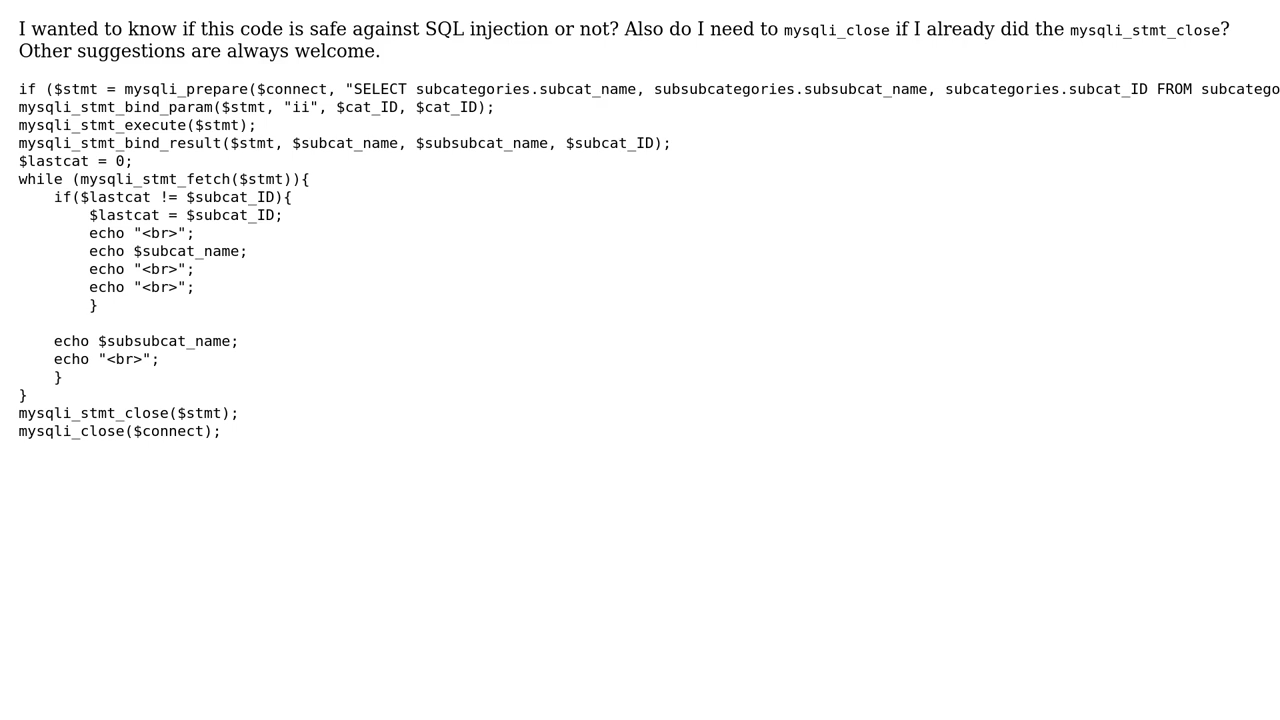 I wanted to know if this code is safe against SQL injection or not? Also do I need to mysqli_close if I already did the mysqli_stmt_close?
Other suggestions are always welcome.
if ($stmt = mysqli_prepare($connect, "SELECT subcategories.subcat_name, subsubcategories.subsubcat_name, subcategories.subcat_ID FROM subcatego
mysqli_stmt_bind_param($stmt, "ii", $cat_ID, $cat_ID);
mysqli_stmt_execute($stmt);
mysqli_stmt_bind_result($stmt, $subcat_name, $subsubcat_name, $subcat_ID);
$lastcat = 0;
while (mysqli_stmt_fetch($stmt)){
    if($lastcat != $subcat_ID){
        $lastcat = $subcat_ID;
        echo "<br>";
        echo $subcat_name;
        echo "<br>";
        echo "<br>";
        }
    echo $subsubcat_name;
    echo "<br>";
    }
}
mysqli_stmt_close($stmt);
mysqli_close($connect);